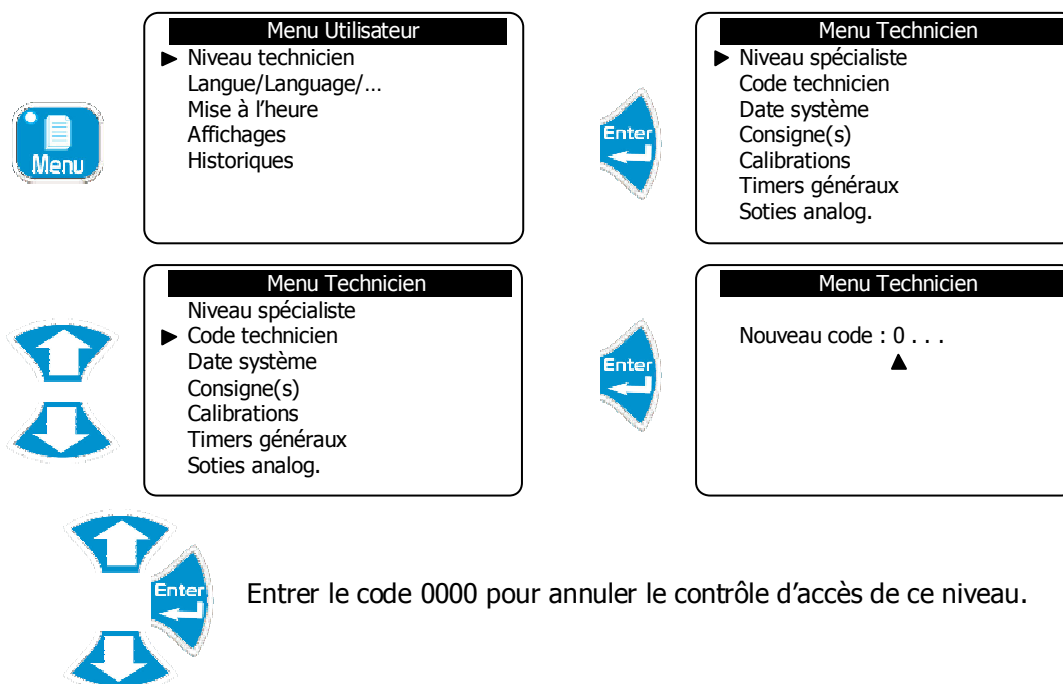 Menu
Menu Utilisateur
Niveau technicien
Langue/Language/...
Mise à l'heure
Affichages
Historiques
Enter
Menu Technicien
Niveau spécialiste
Code technicien
Date système
Consigne(s)
Calibrations
Timers généraux
Soties analog.
Menu Technicien
Niveau spécialiste
Code technicien
Date système
Consigne(s)
Calibrations
Timers généraux
Soties analog.
Enter
Menu Technicien
Nouveau code : 0 . . .
Enter
Entrer le code 0000 pour annuler le contrôle d'accès de ce niveau.